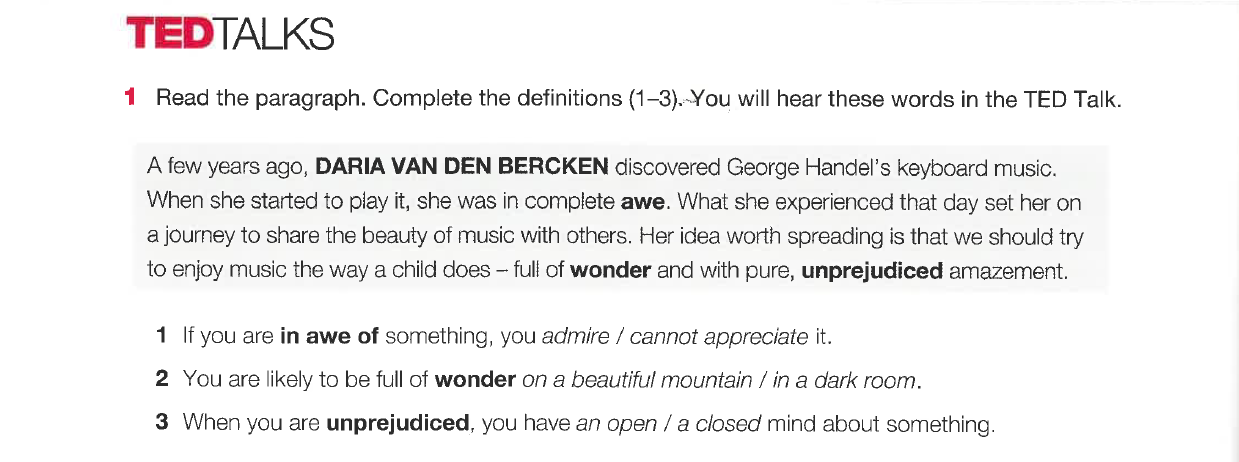 TEDTALKS
1 Read the paragraph. Complete the definitions (1–3). You will hear these words in the TED Talk.
A few years ago, DARIA VAN DEN BERCKEN discovered George Handel's keyboard music.
When she started to play it, she was in complete awe. What she experienced that day set her on
a journey to share the beauty of music with others. Her idea worth spreading is that we should try
to enjoy music the way a child does – full of wonder and with pure, unprejudiced amazement.
1 If you are in awe of something, you admire / cannot appreciate it.
2 You are likely to be full of wonder on a beautiful mountain / in a dark room.
3 When you are unprejudiced, you have an open / a closed mind about something.